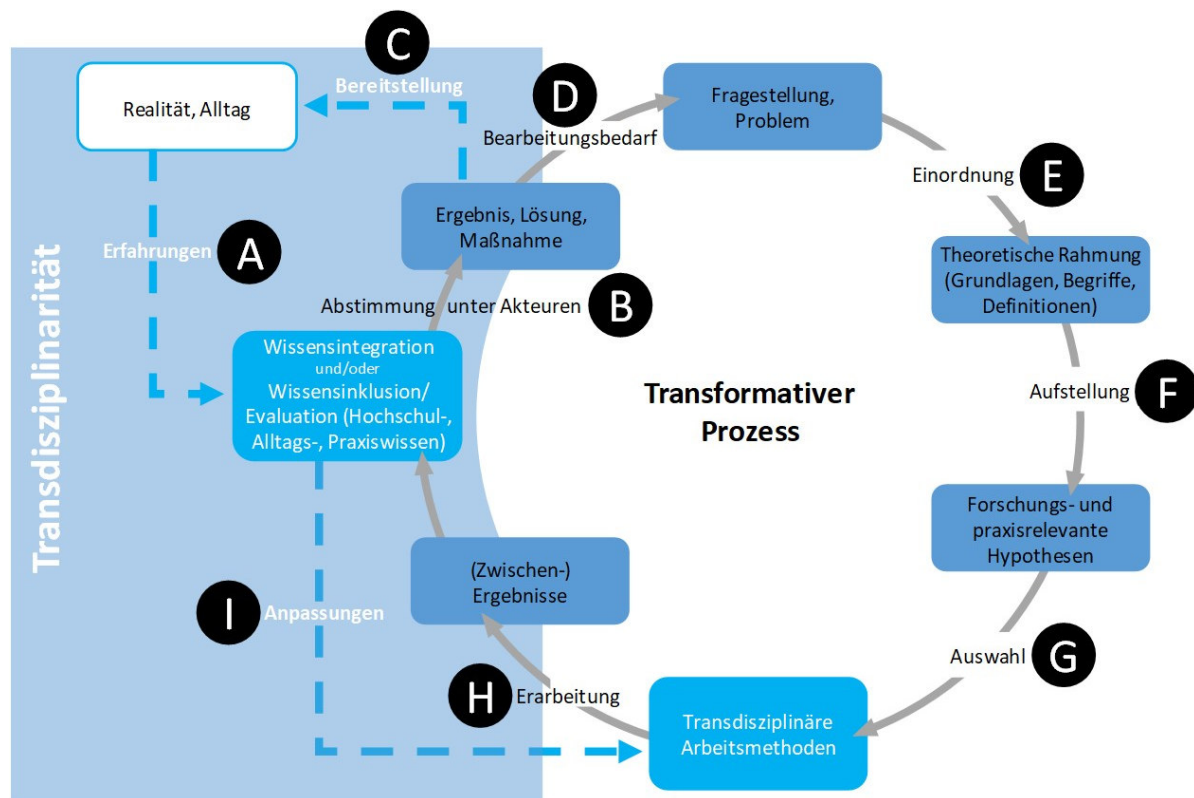 C
Bereitstellung
Realität, Alltag
D
Bearbeitungsbedarf
Fragestellung,
Problem
Einordnung
E
Ergebnis, Lösung,
Maßnahme
Erfahrungen
A
Theoretische Rahmung
(Grundlagen, Begriffe,
Definitionen)
Abstimmung unter Akteuren
B
Transdisziplinarität
Wissensintegration
und/oder
Wissensinklusion/
Evaluation (Hochschul-,
Alltags-, Praxiswissen)
Transformativer
Prozess
Aufstellung
F
Forschungs- und
praxisrelevante
Hypothesen
(Zwischen-)
Ergebnisse
I
Anpassungen
Auswahl
G
H
Erarbeitung
Transdisziplinäre
Arbeitsmethoden